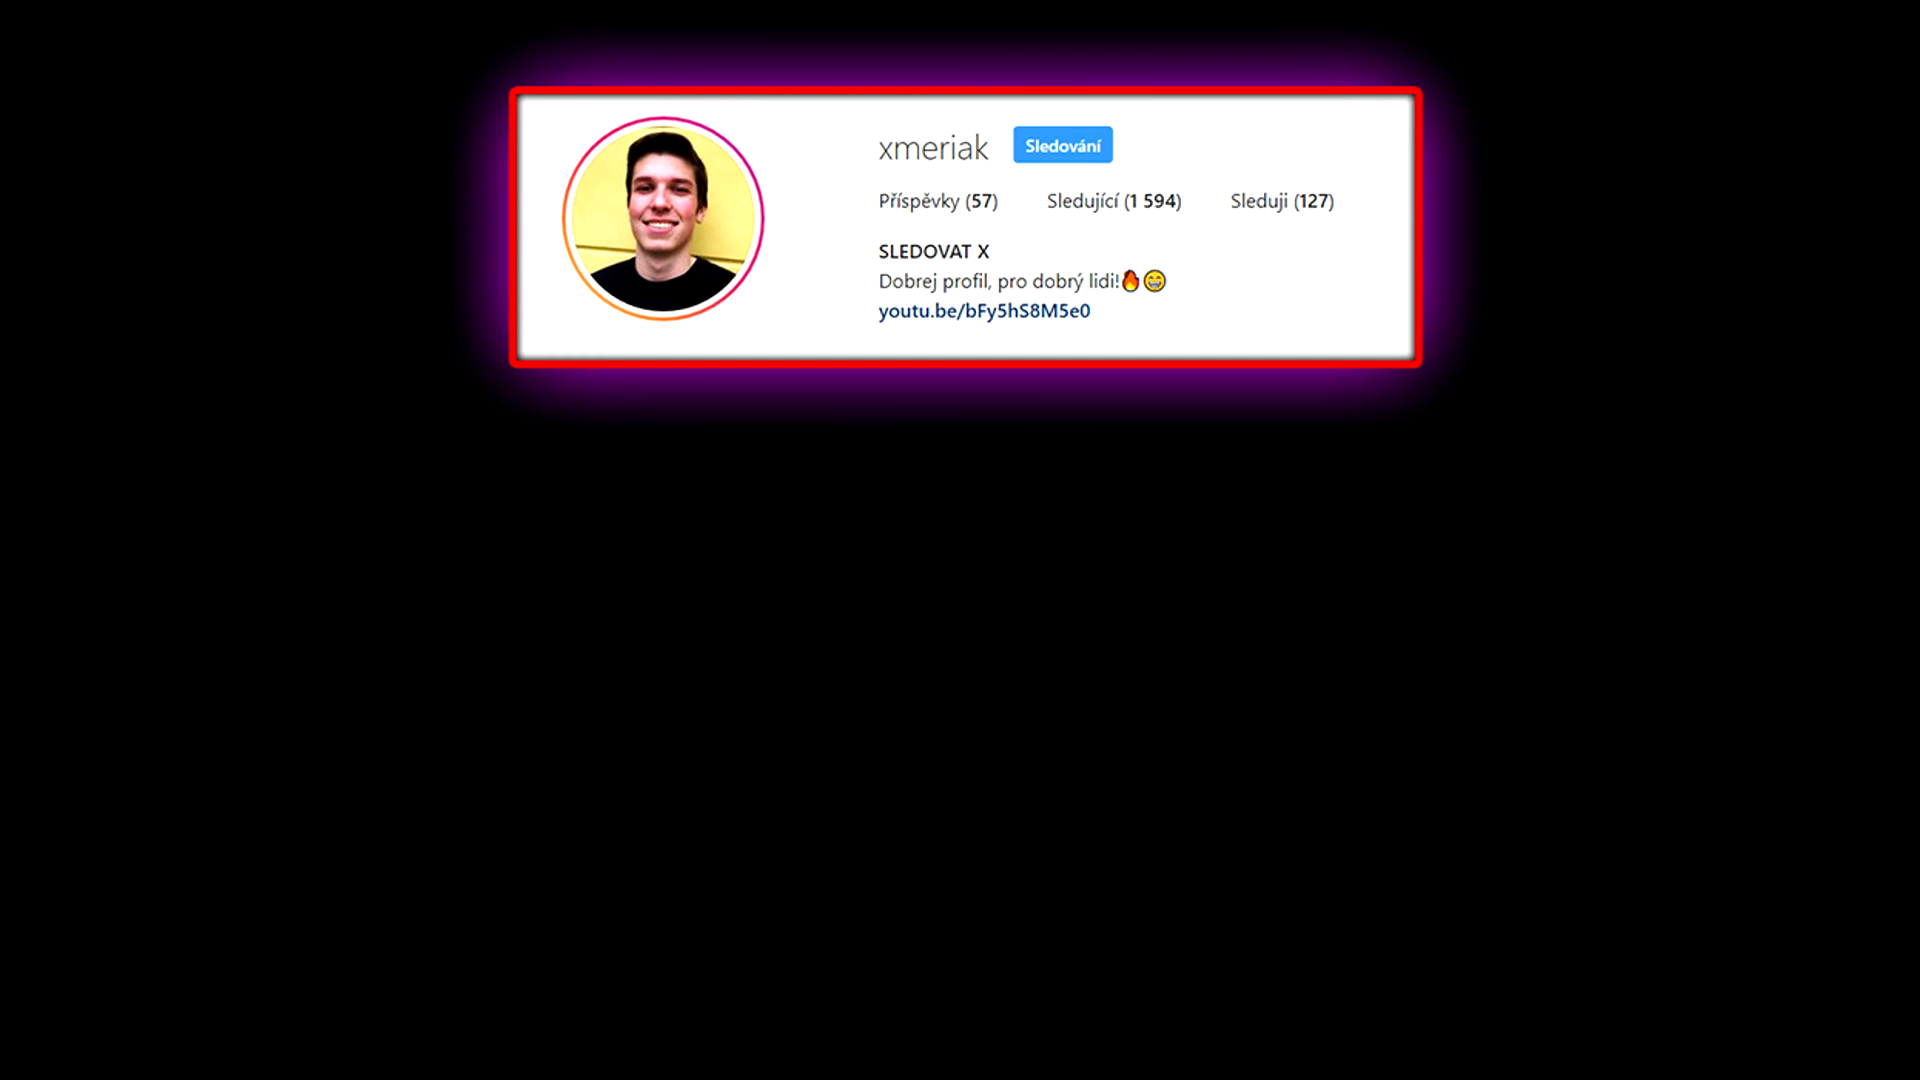 xmeriak Sledování
Příspěvky (57) Sledující (1 594) Sleduji (127)
SLEDOVAT X
Dobrej profil, pro dobrý lidi!🔥😁
youtu.be/bFy5hS8M5e0